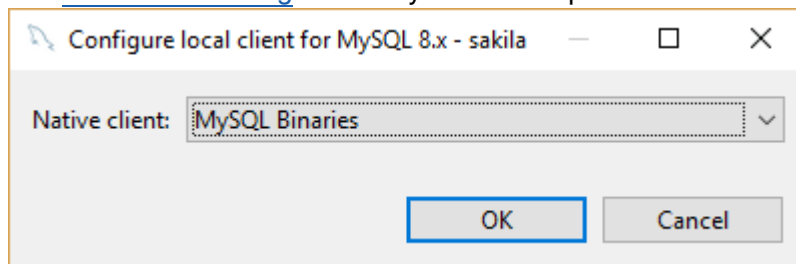 Configure local client for MySQL 8.x - sakila
Native client: MySQL Binaries
OK Cancel